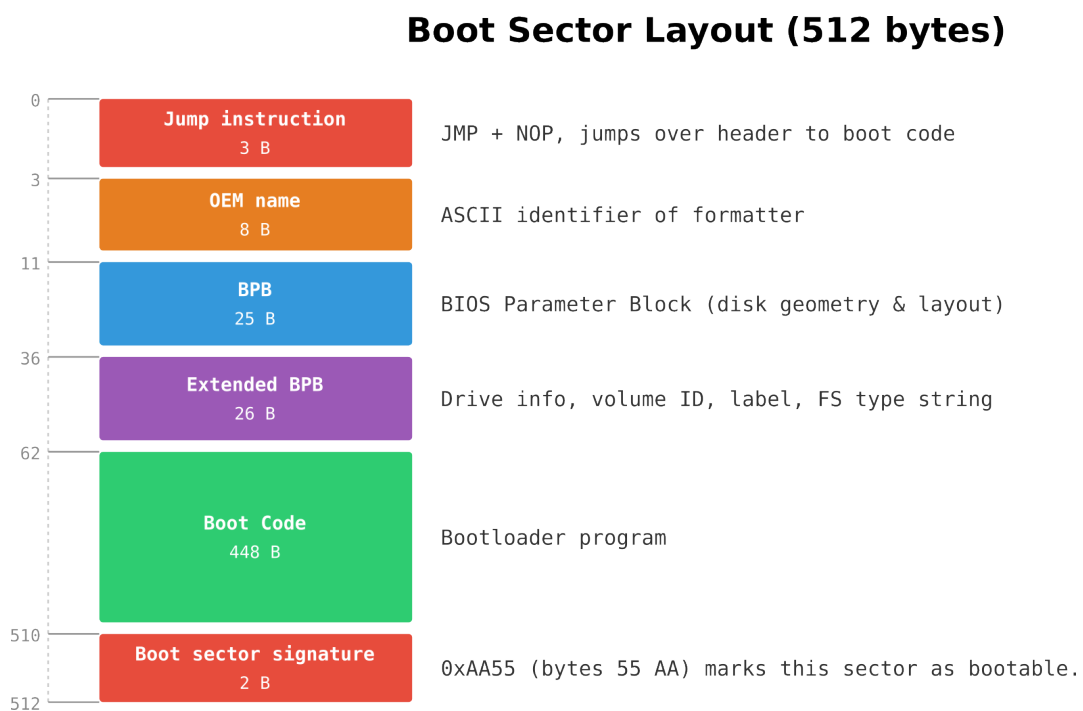 Boot Sector Layout (512 bytes)
0
Jump instruction
3 B
JMP + NOP, jumps over header to boot code
3
OEM name
8 B
ASCII identifier of formatter
11
BPB
25 B
BIOS Parameter Block (disk geometry & layout)
36
Extended BPB
26 B
Drive info, volume ID, label, FS type string
62
Boot Code
448 B
Bootloader program
510
Boot sector signature
2 B
0xAA55 (bytes 55 AA) marks this sector as bootable.
512